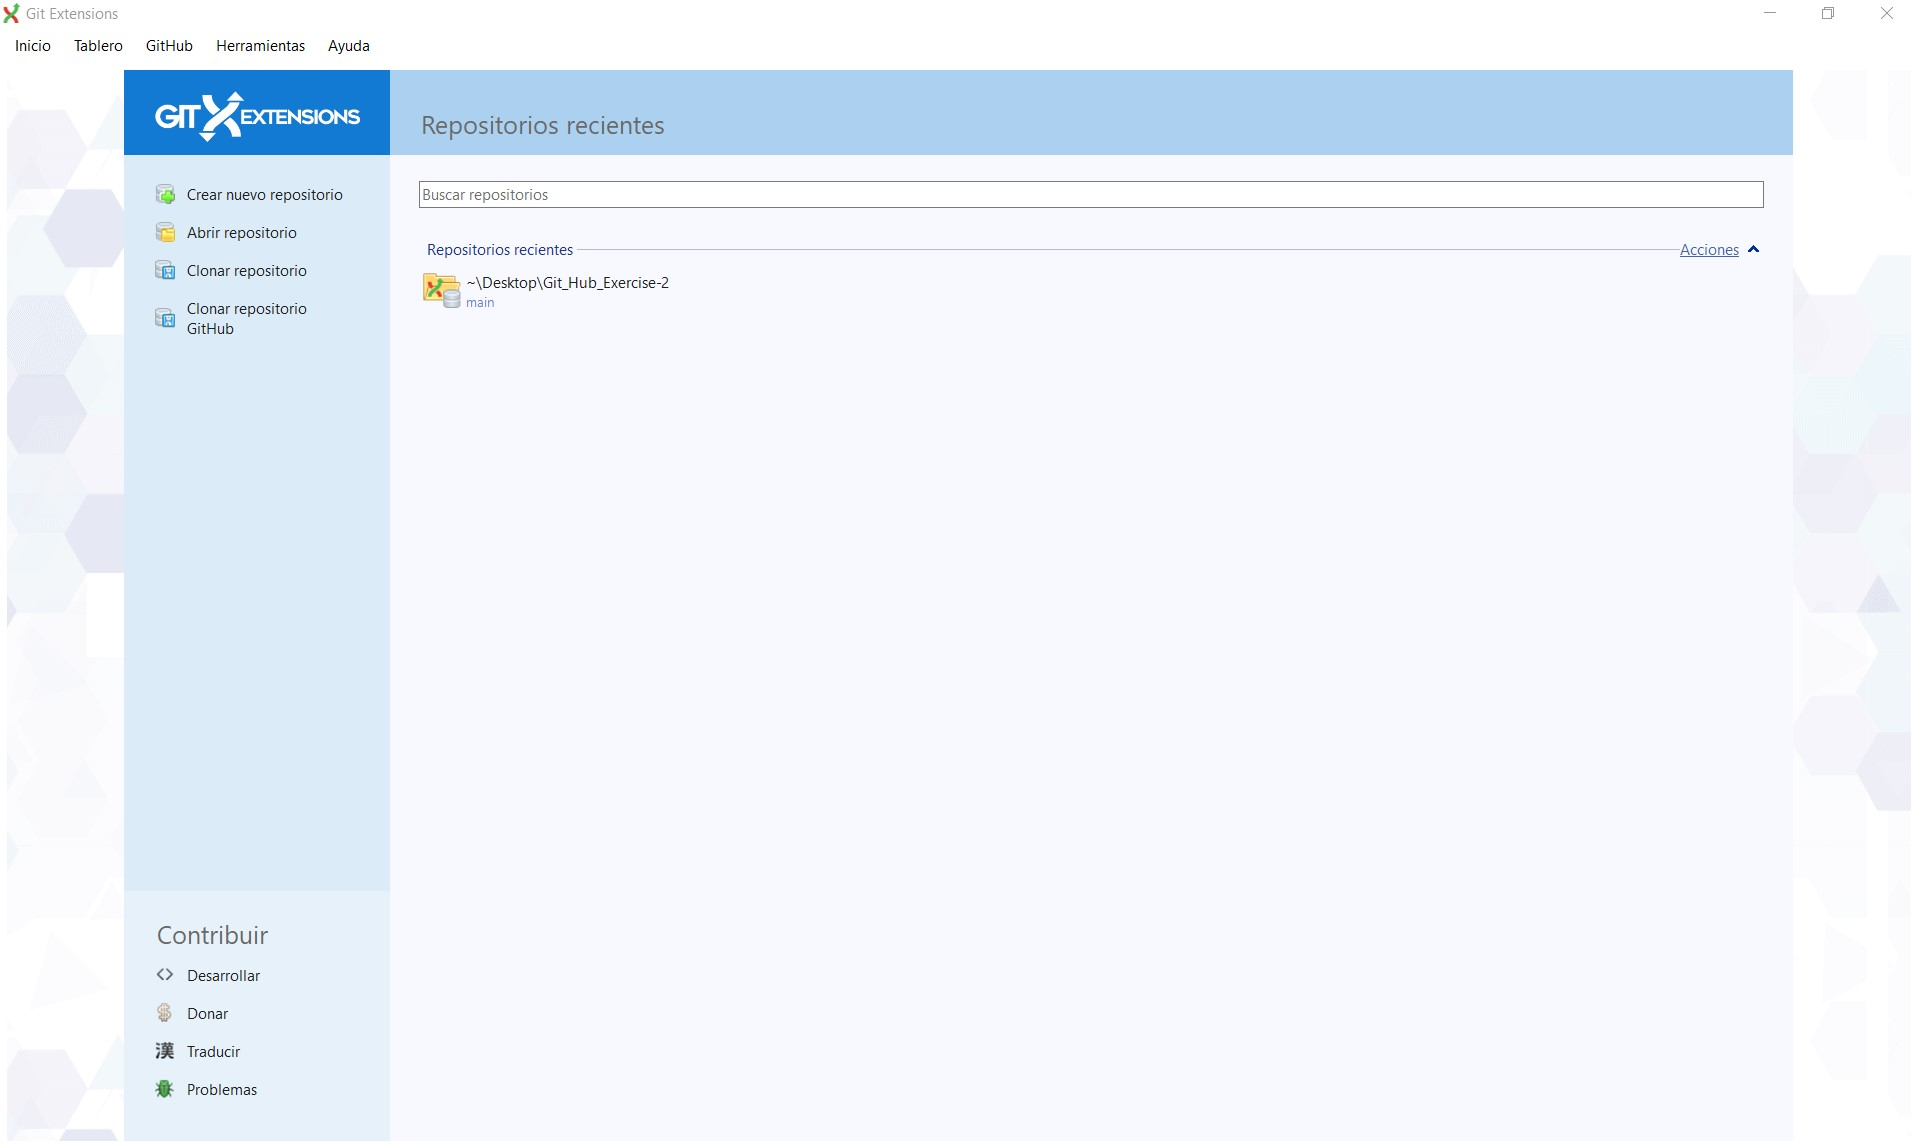 Git Extensions
Inicio Tablero GitHub Herramientas Ayuda
GIT EXTENSIONS
Repositorios recientes
Crear nuevo repositorio
Abrir repositorio
Clonar repositorio
Clonar repositorio
GitHub
Buscar repositorios
Repositorios recientes Acciones
~\Desktop\Git_Hub_Exercise-2
main
Contribuir
Desarrollar
Donar
漢 Traducir
Problemas